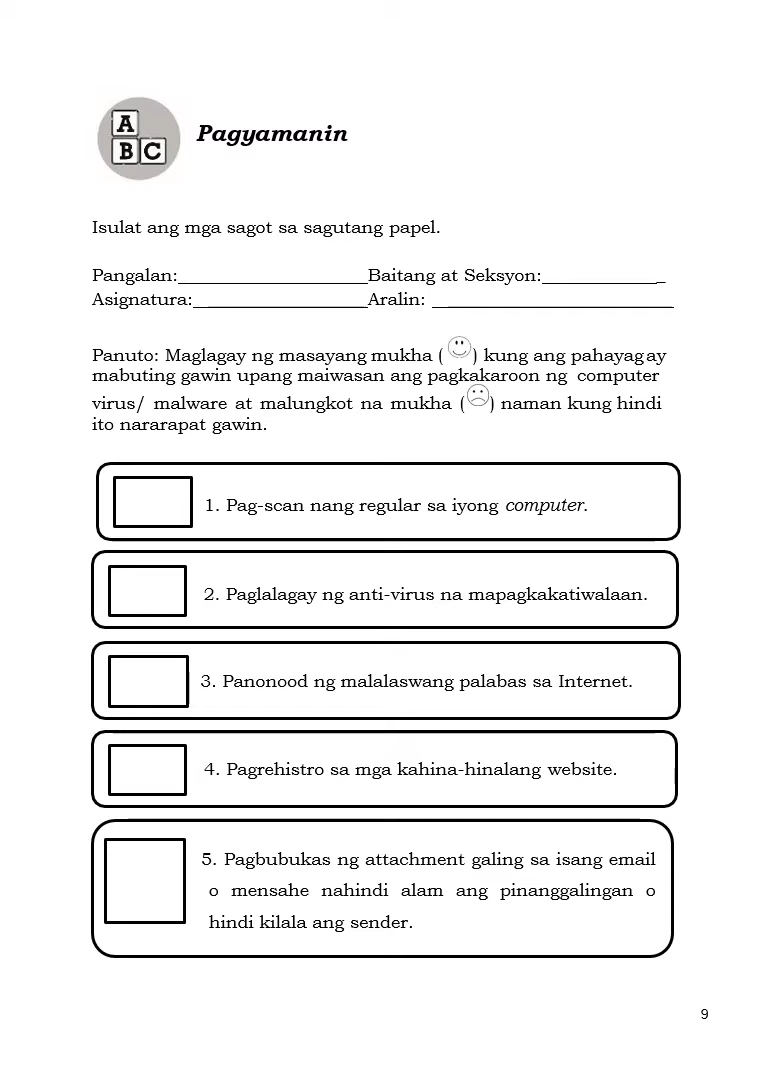 A
B C
Pagyamanin
Isulat ang mga sagot sa sagutang papel.
Pangalan:____________________Baitang at Seksyon:_____________
Asignatura:___________________Aralin: __________________________
Panuto: Maglagay ng masayang mukha ( ) kung ang pahayag ay
mabuting gawin upang maiwasan ang pagkakaroon ng computer
virus/ malware at malungkot na mukha ( ) naman kung hindi
ito nararapat gawin.
1. Pag-scan nang regular sa iyong computer.
2. Paglalagay ng anti-virus na mapagkakatiwalaan.
3. Panonood ng malalaswang palabas sa Internet.
4. Pagrehistro sa mga kahina-hinalang website.
5. Pagbubukas ng attachment galing sa isang email
o mensahe nahindi alam ang pinanggalingan o
hindi kilala ang sender.
9